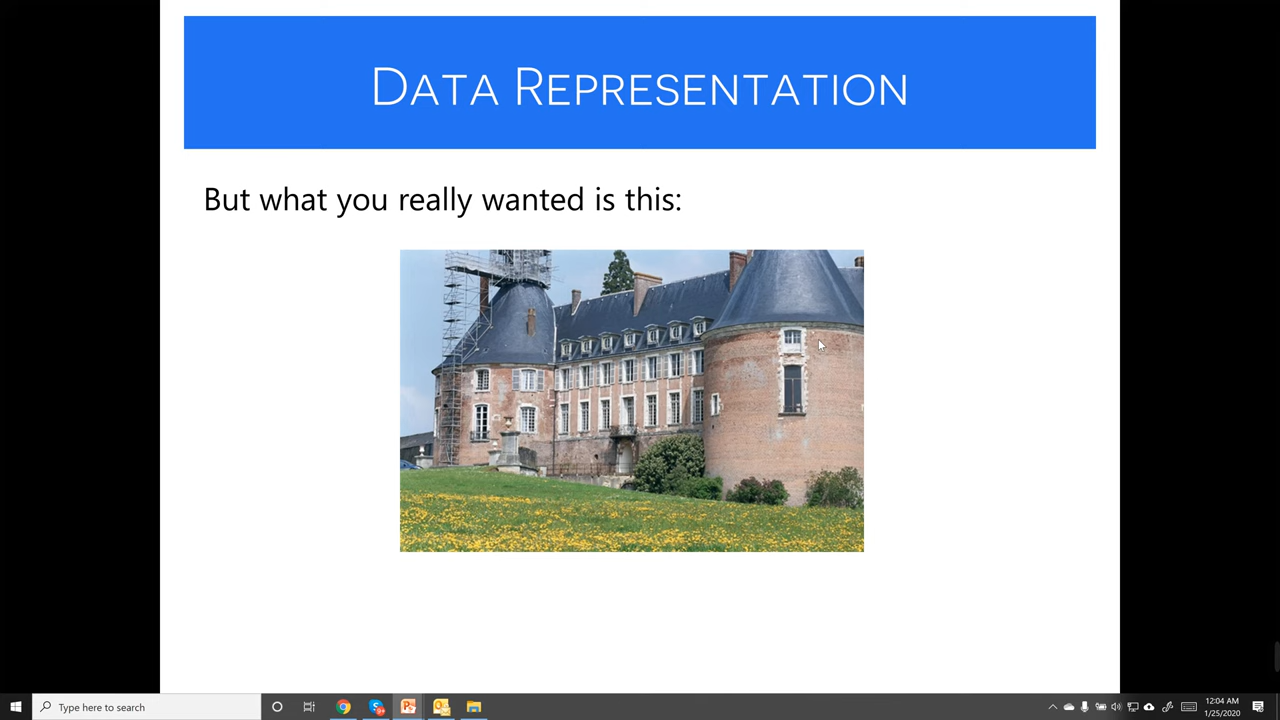 DATA REPRESENTATION
But what you really wanted is this:
Type here to search
12:04 AM
1/25/2020